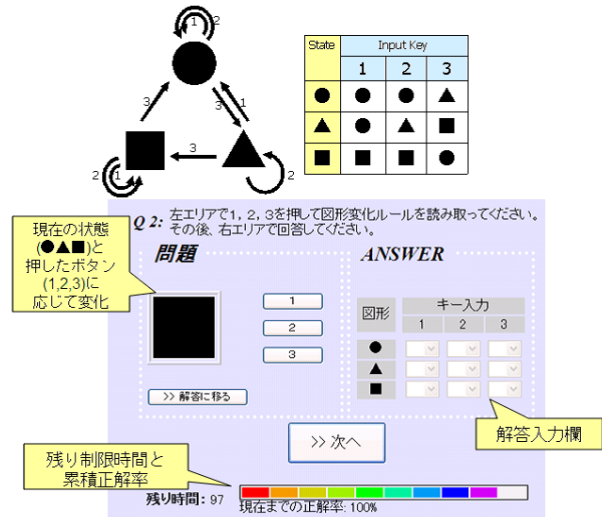 1
2
3
3
1
3
2
1
2
State
Input Key
1 2 3
● ● ● ▲
▲ ● ▲ ■
■ ■ ■ ●
現在の状態
(●▲■)と
押したボタン
(1,2,3)に
応じて変化
Q 2: 左エリアで1, 2, 3を押して図形変化ルールを読み取ってください。
その後、右エリアで回答してください。
問題
1
2
3
>> 解答に移る
ANSWER
図形
キー入力
1 2 3
●
▲
■
>> 次へ
解答入力欄
残り制限時間と
累積正解率
残り時間: 97
現在までの正解率: 100%